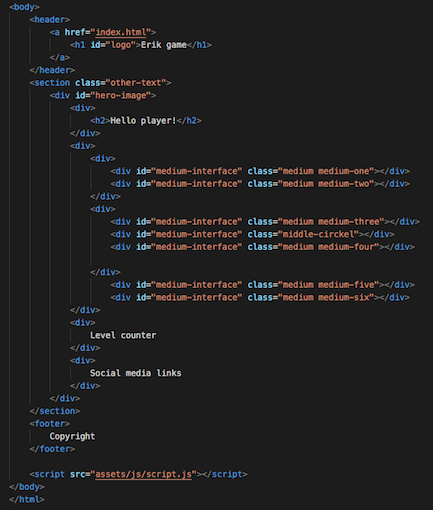 <body>
<header>
<a href="index.html">
<h1 id="logo">Erik game</h1>
</a>
</header>
<section class="other-text">
<div id="hero-image">
<div>
<h2>Hello player!</h2>
</div>
<div>
<div>
<div id="medium-interface" class="medium medium-one"></div>
<div id="medium-interface" class="medium medium-two"></div>
</div>
<div>
<div id="medium-interface" class="medium medium-three"></div>
<div id="medium-interface" class="middle-circkel"></div>
<div id="medium-interface" class="medium medium-four"></div>
</div>
<div id="medium-interface" class="medium medium-five"></div>
<div id="medium-interface" class="medium medium-six"></div>
</div>
<div>
Level counter
</div>
<div>
Social media links
</div>
</div>
</section>
<footer>
Copyright
</footer>
<script src="assets/js/script.js"></script>
</body>
</html>